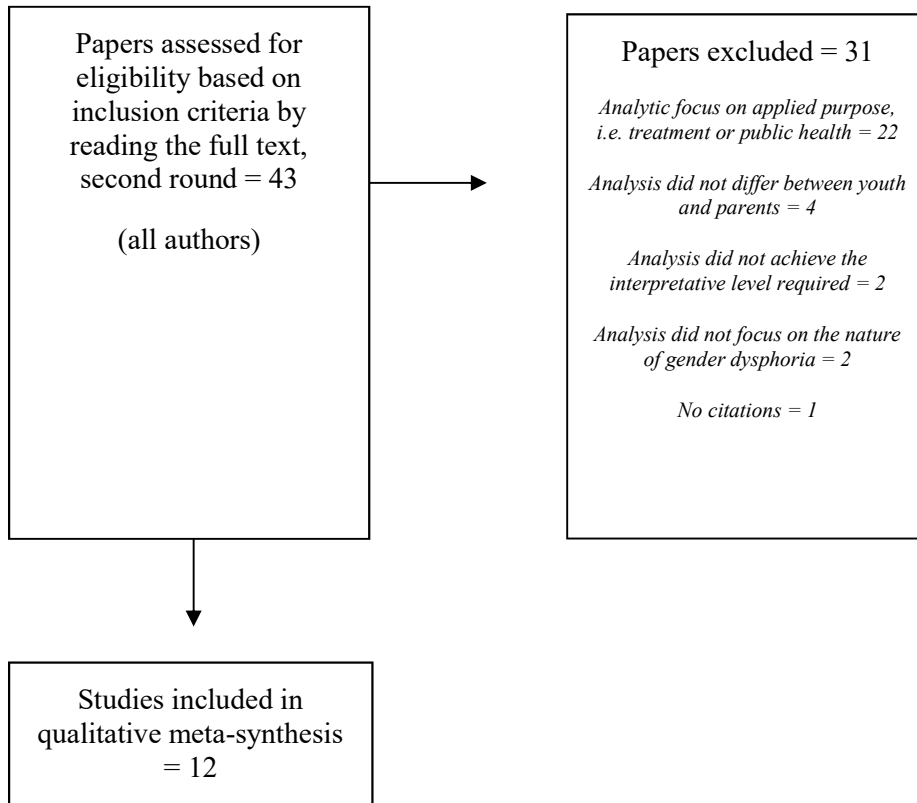 Papers assessed for
eligibility based on
inclusion criteria by
reading the full text,
second round = 43
(all authors)
Papers excluded = 31
Analytic focus on applied purpose,
i.e. treatment or public health = 22
Analysis did not differ between youth
and parents = 4
Analysis did not achieve the
interpretative level required = 2
Analysis did not focus on the nature
of gender dysphoria = 2
No citations = 1
Studies included in
qualitative meta-synthesis
= 12